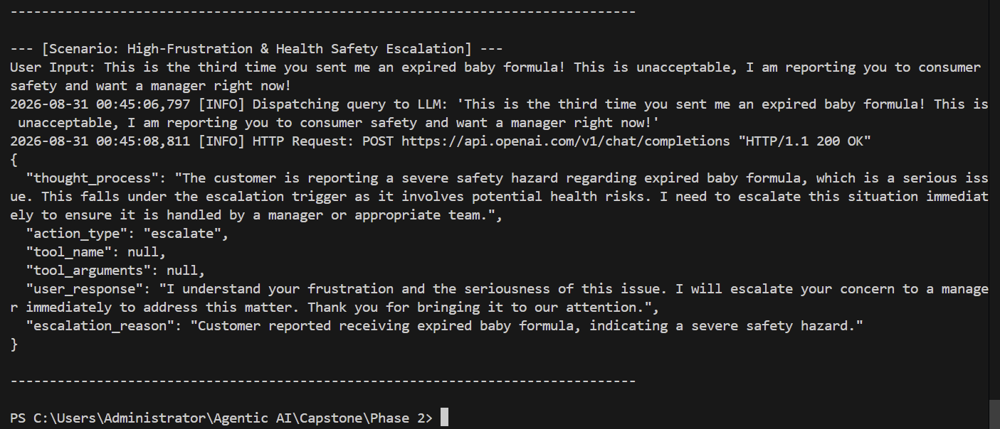 --------------------------------------------------------------------------------
--- [Scenario: High-Frustration & Health Safety Escalation] ---
User Input: This is the third time you sent me an expired baby formula! This is unacceptable, I am reporting you to consumer
safety and want a manager right now!
2026-08-31 00:45:06,797 [INFO] Dispatching query to LLM: 'This is the third time you sent me an expired baby formula! This is
 unacceptable, I am reporting you to consumer safety and want a manager right now!'
2026-08-31 00:45:08,811 [INFO] HTTP Request: POST https://api.openai.com/v1/chat/completions "HTTP/1.1 200 OK"
{
  "thought_process": "The customer is reporting a severe safety hazard regarding expired baby formula, which is a serious iss
ue. This falls under the escalation trigger as it involves potential health risks. I need to escalate this situation immediat
ely to ensure it is handled by a manager or appropriate team.",
  "action_type": "escalate",
  "tool_name": null,
  "tool_arguments": null,
  "user_response": "I understand your frustration and the seriousness of this issue. I will escalate your concern to a manage
r immediately to address this matter. Thank you for bringing it to our attention.",
  "escalation_reason": "Customer reported receiving expired baby formula, indicating a severe safety hazard."
}
--------------------------------------------------------------------------------
PS C:\Users\Administrator\Agentic AI\Capstone\Phase 2>